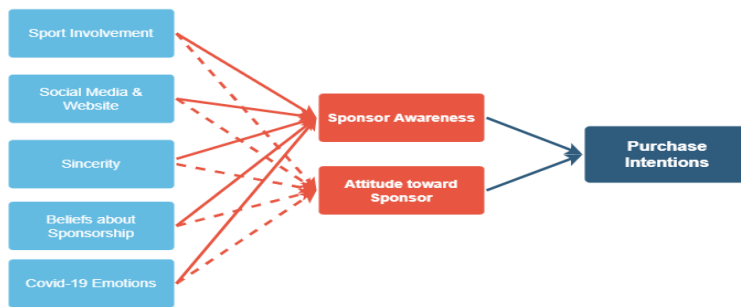 Sport Involvement
Social Media &
Website
Sincerity
Beliefs about
Sponsorship
Covid-19 Emotions
Sponsor Awareness
Attitude toward
Sponsor
Purchase
Intentions